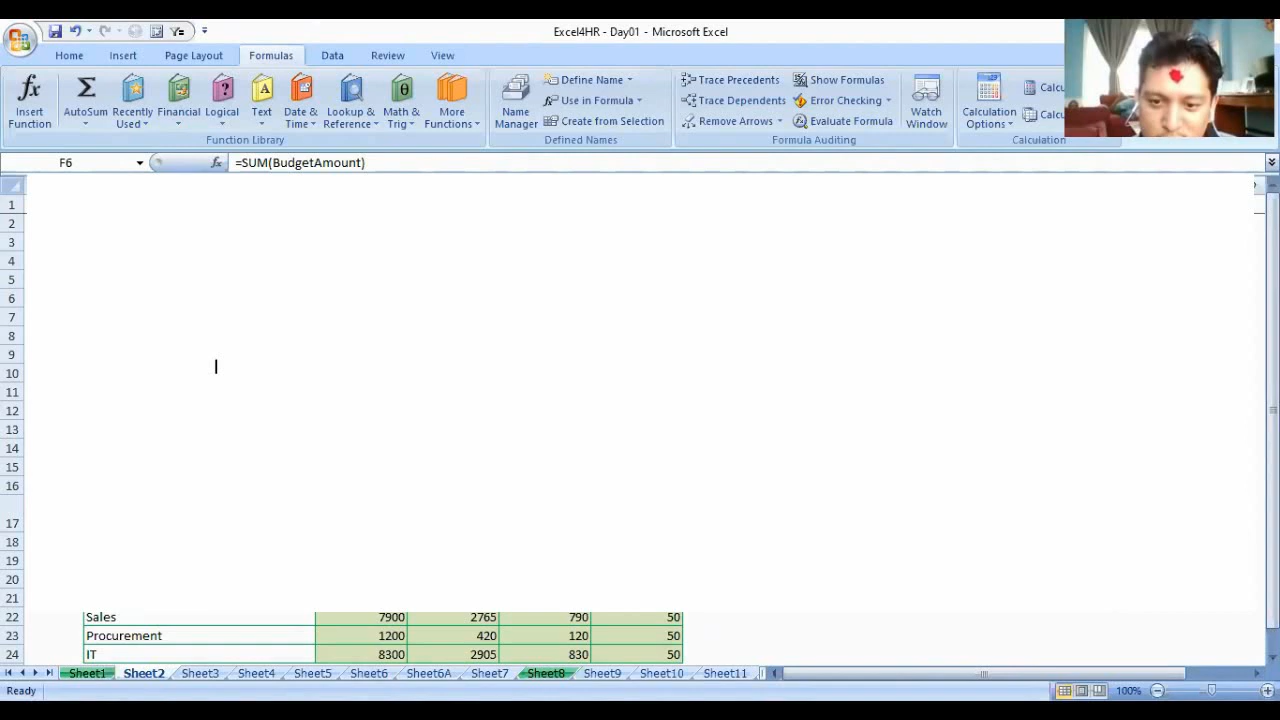 Excel4HR - Day01 - Microsoft Excel
Home Insert Page Layout Formulas Data Review View
Insert Function
AutoSum
Recently Used
Financial
Logical
Text
Date & Time
Lookup & Reference
Math & Trig
More Functions
Function Library
Name Manager
Define Name
Use in Formula
Create from Selection
Defined Names
Trace Precedents
Trace Dependents
Remove Arrows
Show Formulas
Error Checking
Evaluate Formula
Formula Auditing
Watch Window
Calculation Options
Calcu
Calcu
Calculation
F6 fx =SUM(BudgetAmount)
1
2
3
4
5
6
7
8
9
10
11
12
13
14
15
16
17
18
19
20
21
22 Sales 7900 2765 790 50
23 Procurement 1200 420 120 50
24 IT 8300 2905 830 50
Sheet1 Sheet2 Sheet3 Sheet4 Sheet5 Sheet6 Sheet6A Sheet7 Sheet8 Sheet9 Sheet10 Sheet11
Ready 100%